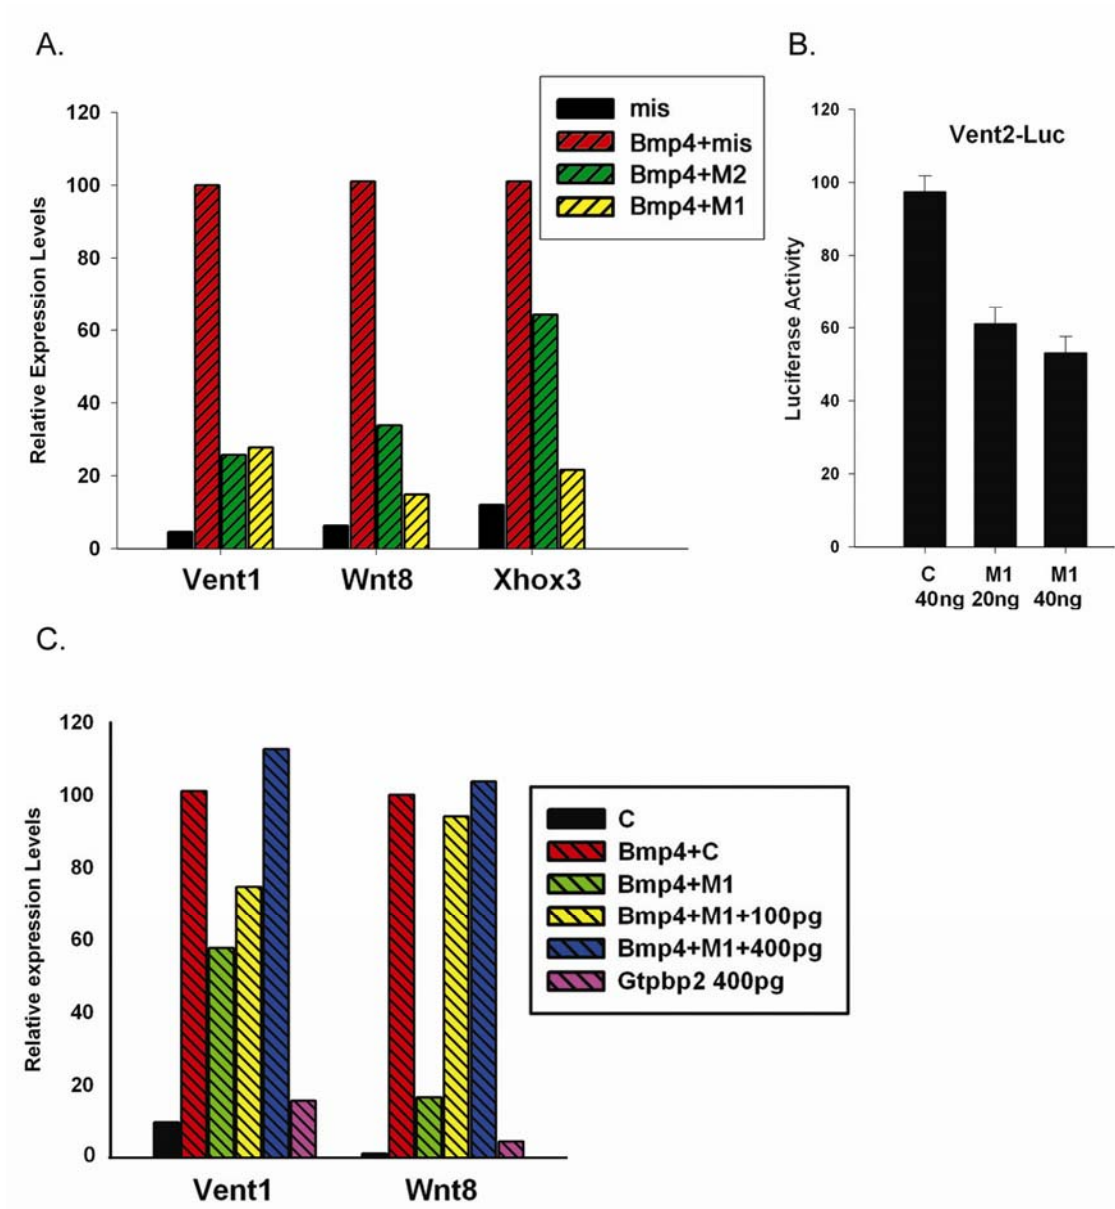 A.
Relative Expression Levels
120
100
80
60
40
20
0
Vent1 Wnt8 Xhox3
mis
Bmp4+mis
Bmp4+M2
Bmp4+M1
B.
Vent2-Luc
Luciferase Activity
120
100
80
60
40
20
0
C M1 M1
40ng 20ng 40ng
C.
Relative expression Levels
120
100
80
60
40
20
0
Vent1 Wnt8
C
Bmp4+C
Bmp4+M1
Bmp4+M1+100pg
Bmp4+M1+400pg
Gtpbp2 400pg